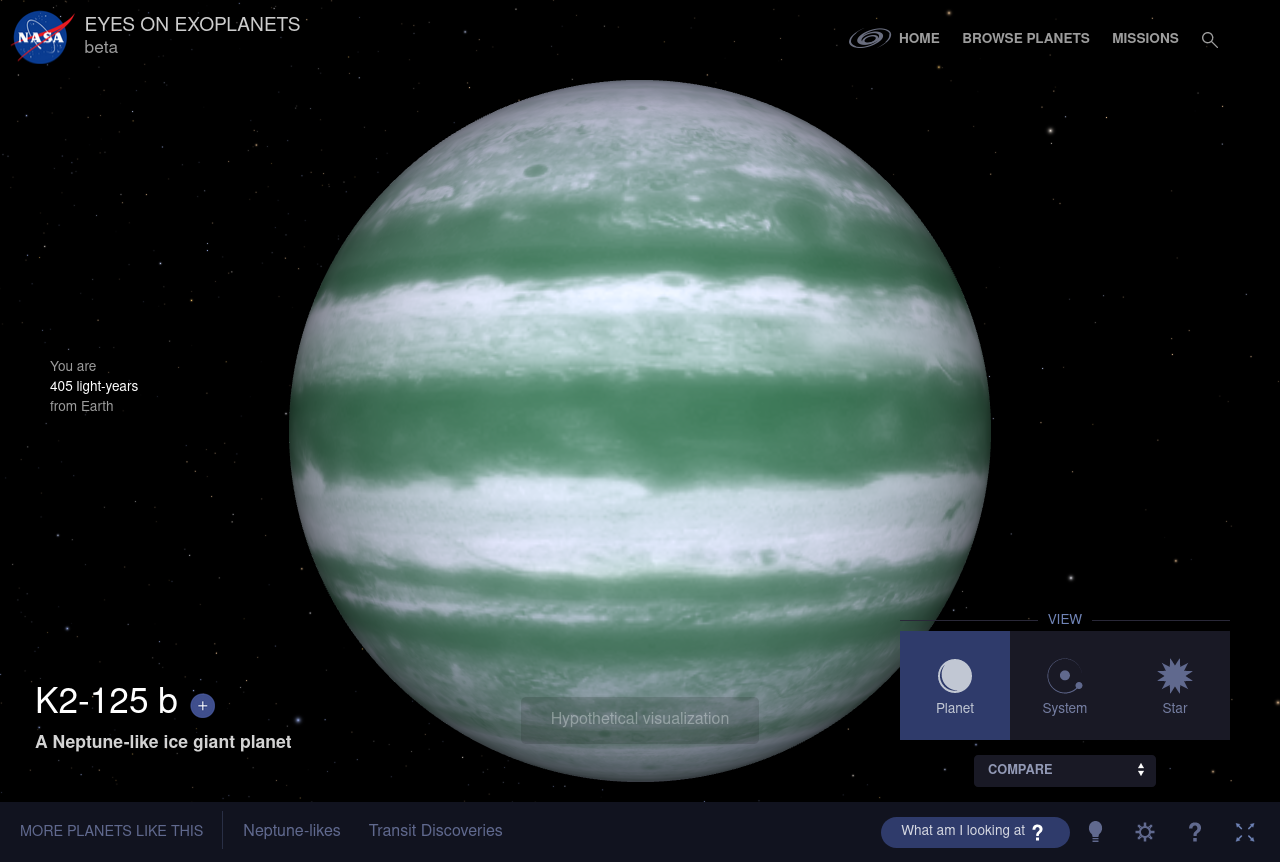 NASA
EYES ON EXOPLANETS
beta
HOME
BROWSE PLANETS
MISSIONS
You are
405 light-years
from Earth
VIEW
Planet
System
Star
COMPARE
K2-125 b +
A Neptune-like ice giant planet
Hypothetical visualization
MORE PLANETS LIKE THIS
Neptune-likes
Transit Discoveries
What am I looking at ?
?